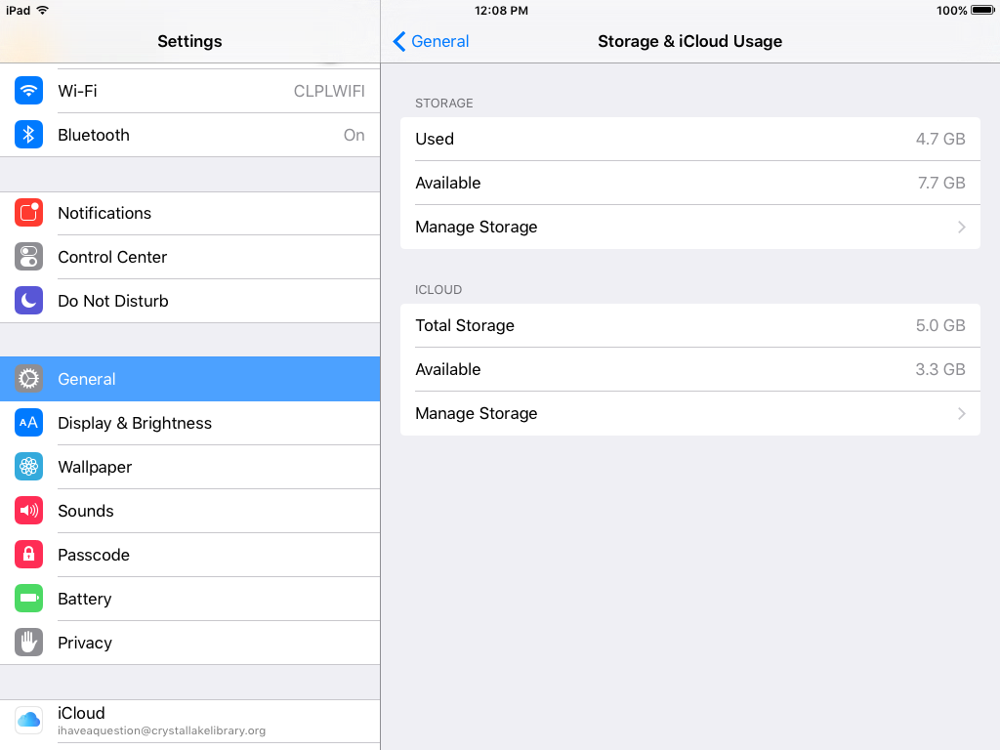 iPad 12:08 PM 100%
Settings
Wi-Fi CLPLWIFI
Bluetooth On
Notifications
Control Center
Do Not Disturb
General
AA Display & Brightness
Wallpaper
Sounds
Passcode
Battery
Privacy
iCloud
ihaveaquestion@crystallakelibrary.org
General Storage & iCloud Usage
STORAGE
Used 4.7 GB
Available 7.7 GB
Manage Storage
ICLOUD
Total Storage 5.0 GB
Available 3.3 GB
Manage Storage